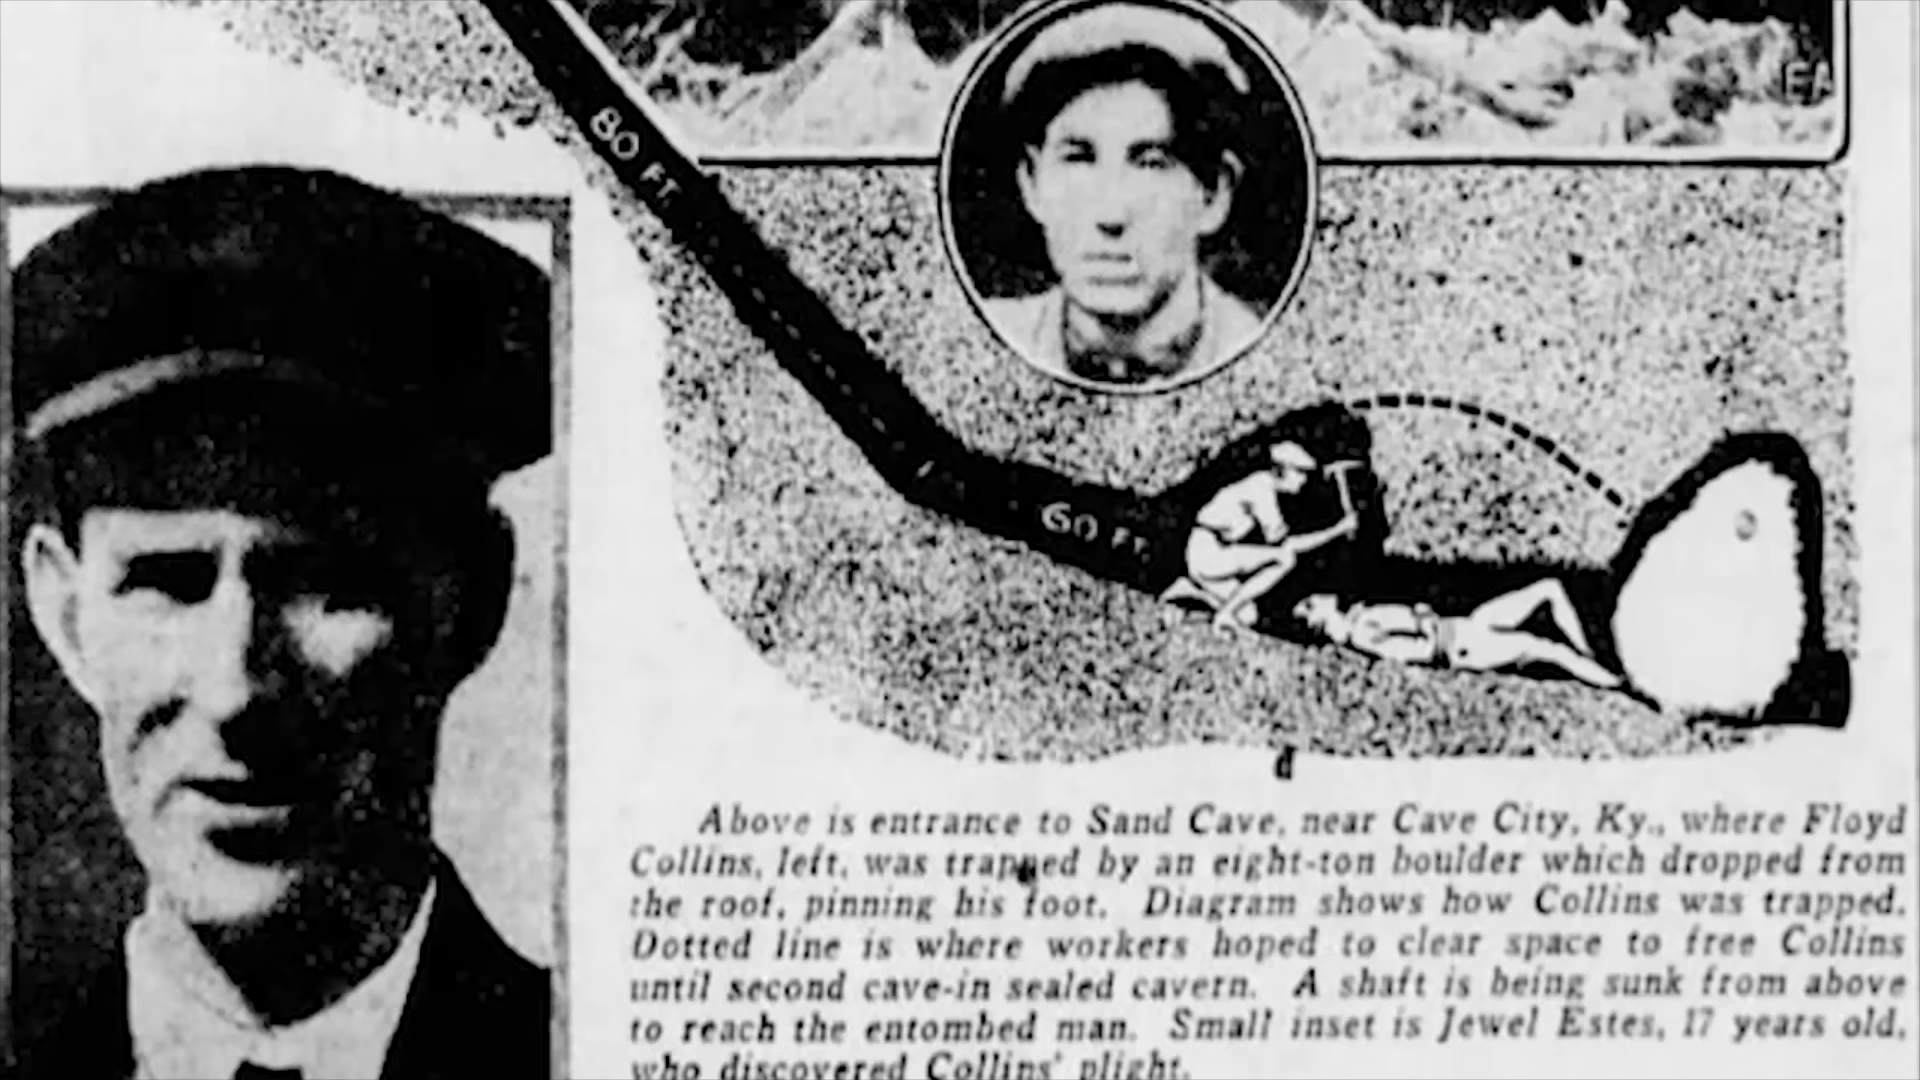 EA
80 FT.
60 FT.
Above is entrance to Sand Cave, near Cave City, Ky., where Floyd
Collins, left, was trapped by an eight-ton boulder which dropped from
the roof, pinning his foot. Diagram shows how Collins was trapped.
Dotted line is where workers hoped to clear space to free Collins
until second cave-in sealed cavern. A shaft is being sunk from above
to reach the entombed man. Small inset is Jewel Estes, 17 years old,
who discovered Collins' plight.